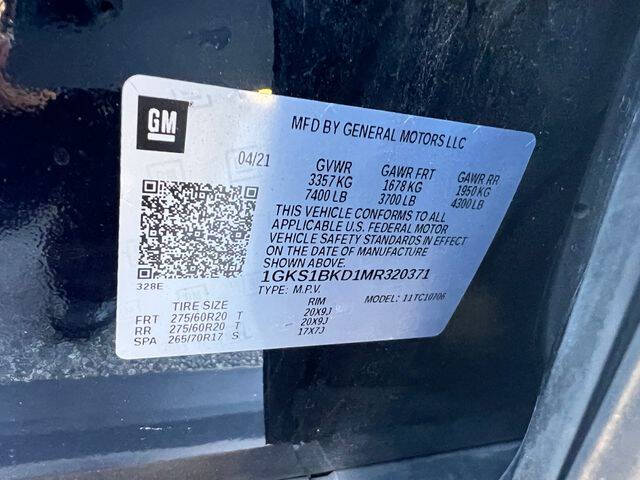 GM
MFD BY GENERAL MOTORS LLC
04/21
GVWR GAWR FRT GAWR RR
3357 KG 1678 KG 1950 KG
7400 LB 3700 LB 4300 LB
THIS VEHICLE CONFORMS TO ALL
APPLICABLE U.S. FEDERAL MOTOR
VEHICLE SAFETY STANDARDS IN EFFECT
ON THE DATE OF MANUFACTURE
SHOWN ABOVE.
1GKS1BKD1MR320371
328E
TYPE: M.P.V. MODEL: 11TC10706
TIRE SIZE RIM
FRT 275/60R20 T 20X9J
RR 275/60R20 T 20X9J
SPA 265/70R17 S 17X7J